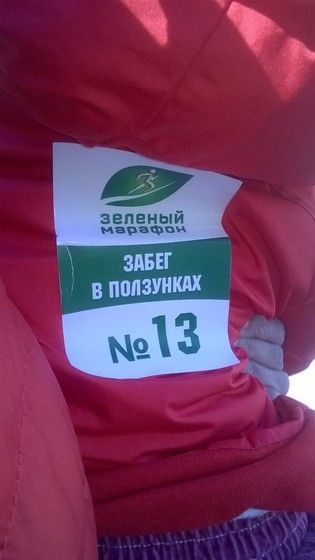 зеленый
марафон
ЗАБЕГ
В ПОЛЗУНКАХ
№13